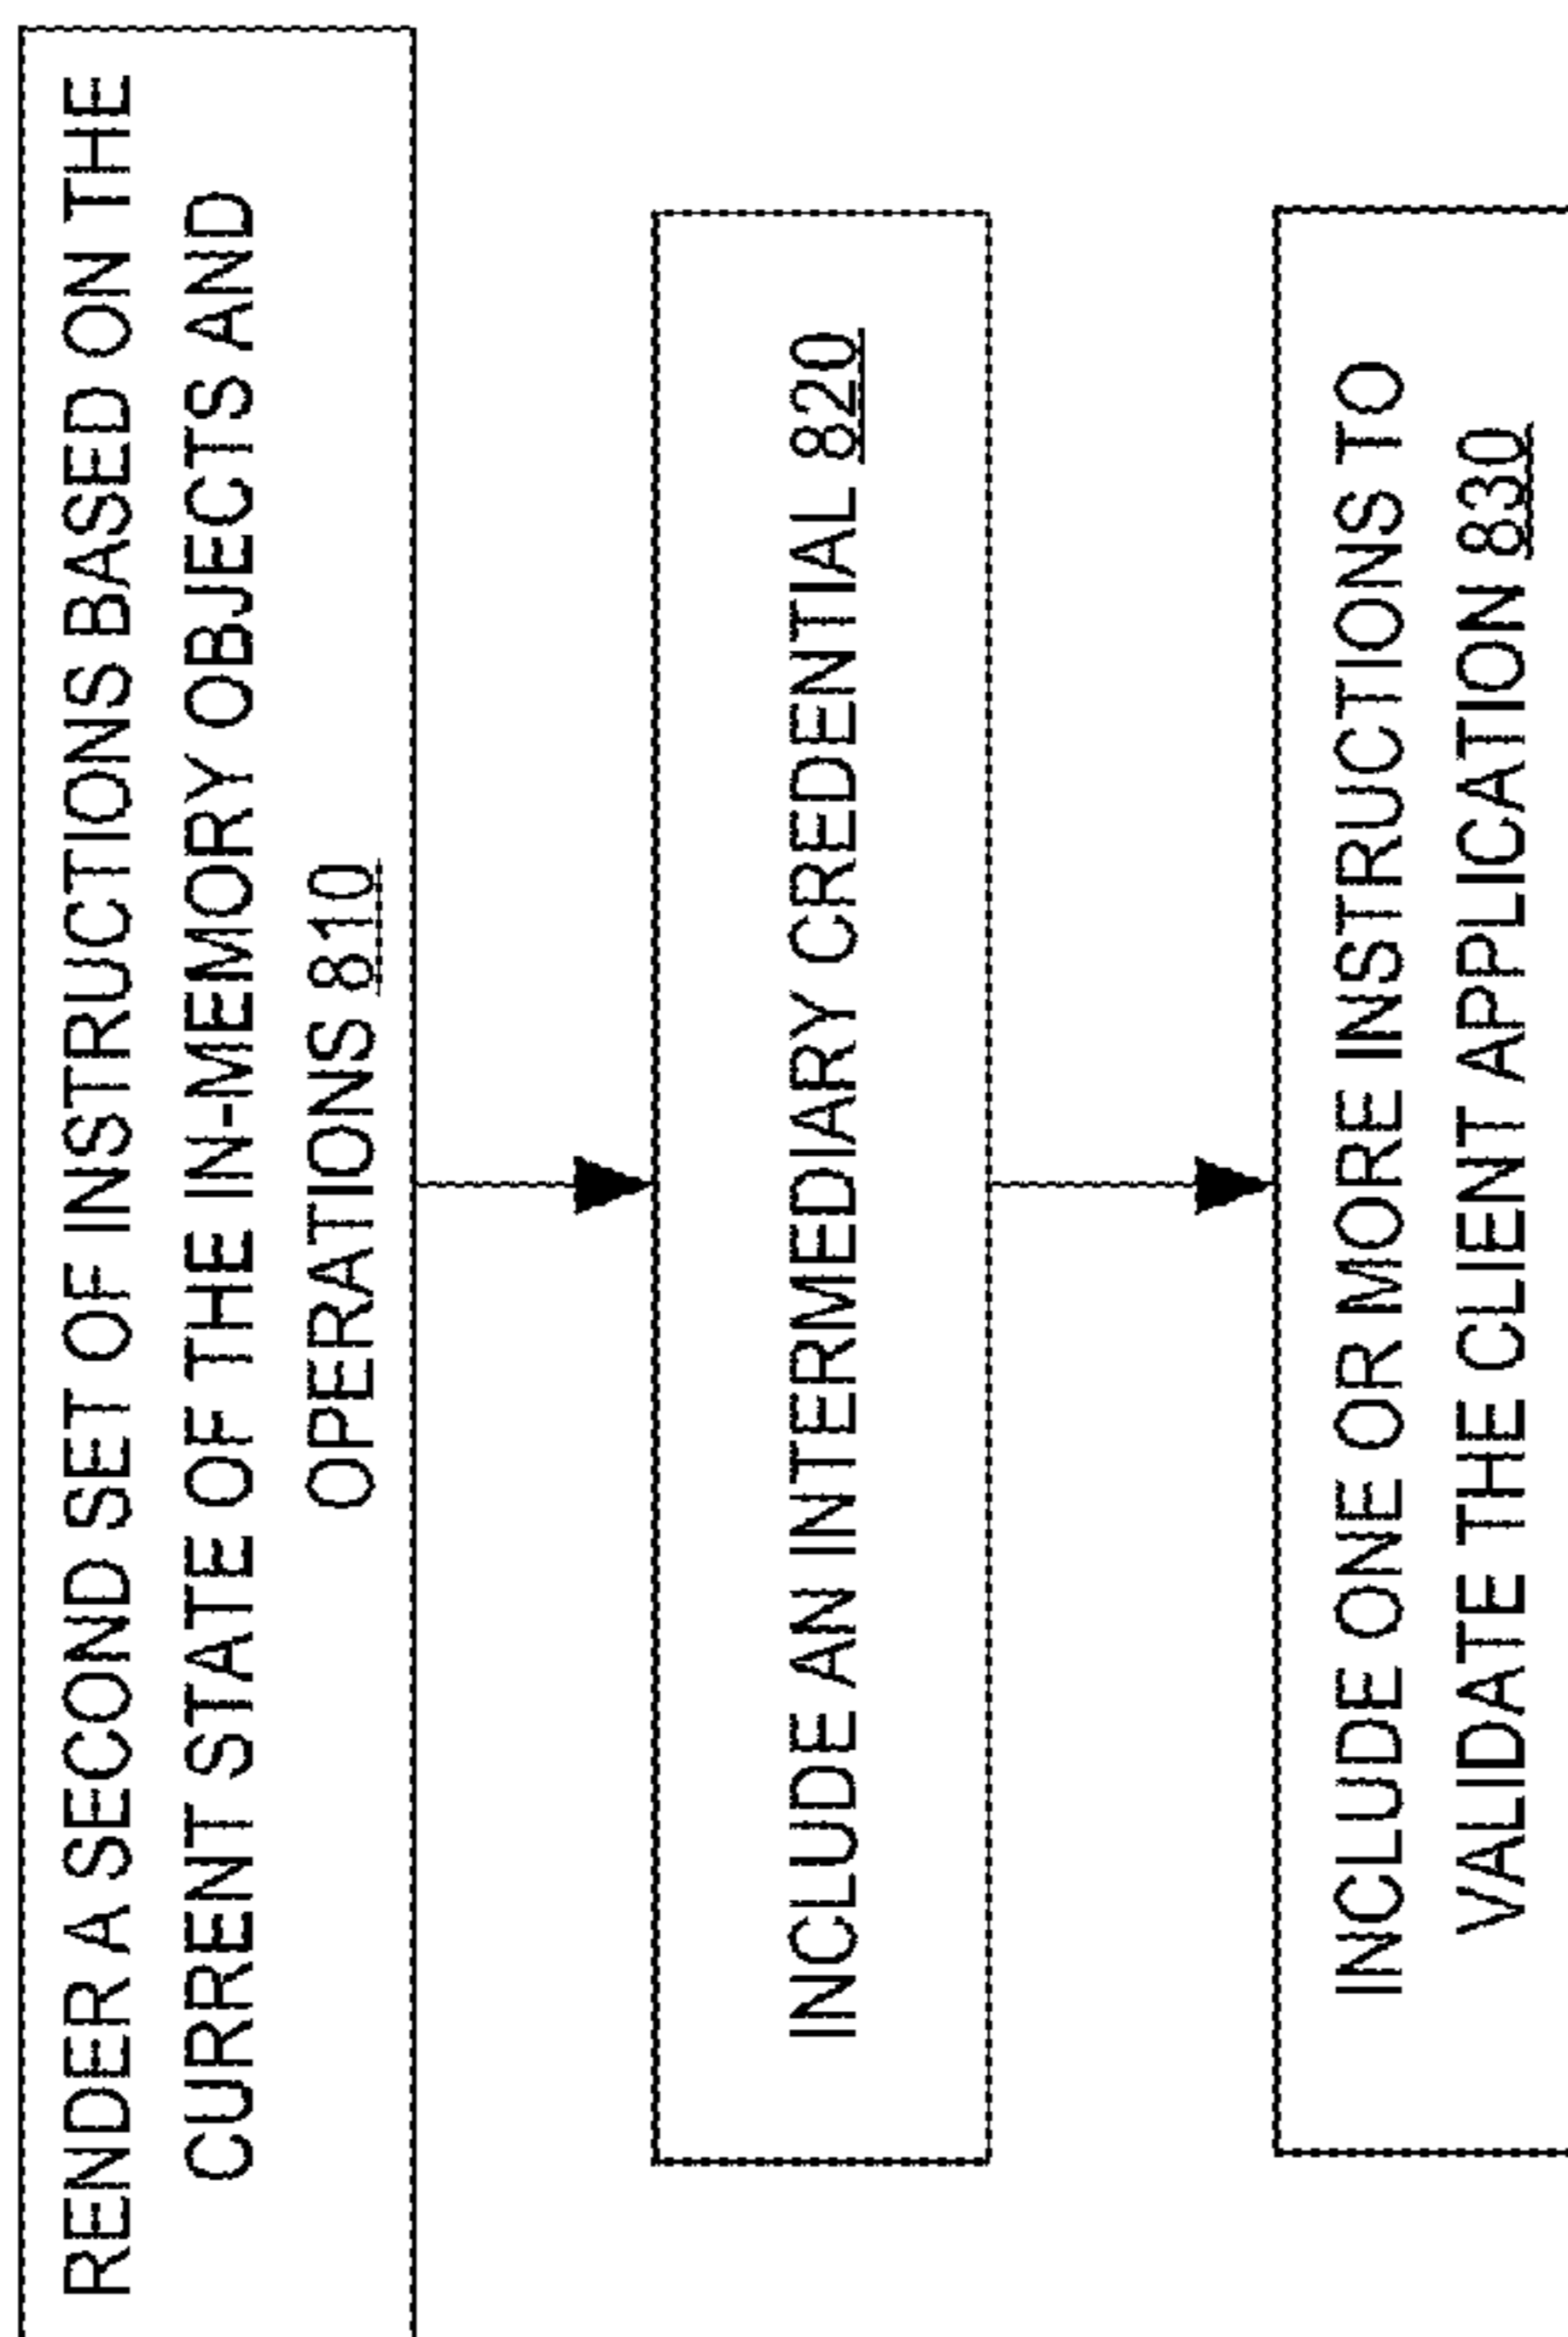 RENDER A SECOND SET OF INSTRUCTIONS BASED ON THE
CURRENT STATE OF THE IN-MEMORY OBJECTS AND
OPERATIONS 810
INCLUDE AN INTERMEDIARY CREDENTIAL 820
INCLUDE ONE OR MORE INSTRUCTIONS TO
VALIDATE THE CLIENT APPLICATION 830